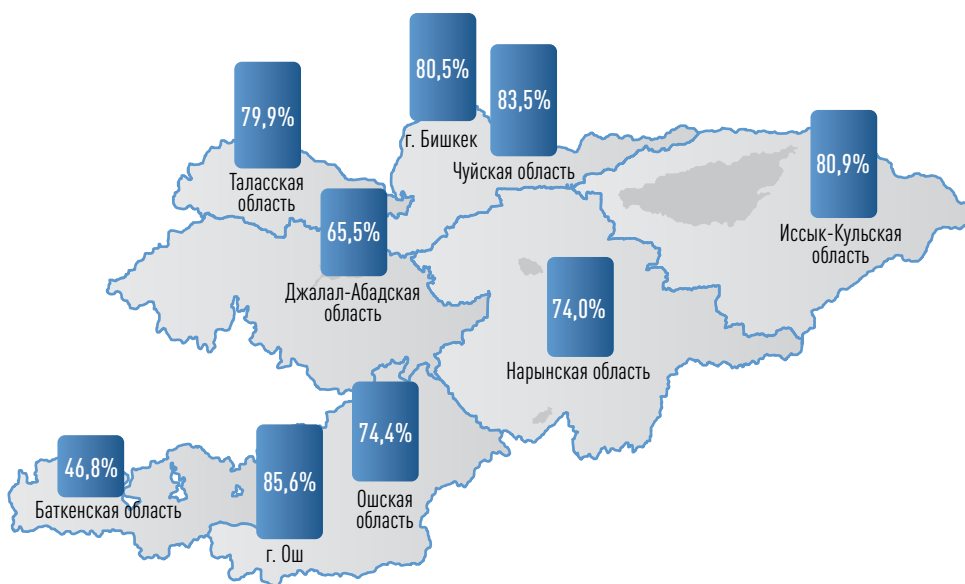 80,5%
г. Бишкек
83,5%
Чуйская область
79,9%
Таласская
область
80,9%
Иссык-Кульская
область
65,5%
Джалал-Абадская
область
74,0%
Нарынская область
74,4%
Ошская
область
46,8%
Баткенская область
85,6%
г. Ош